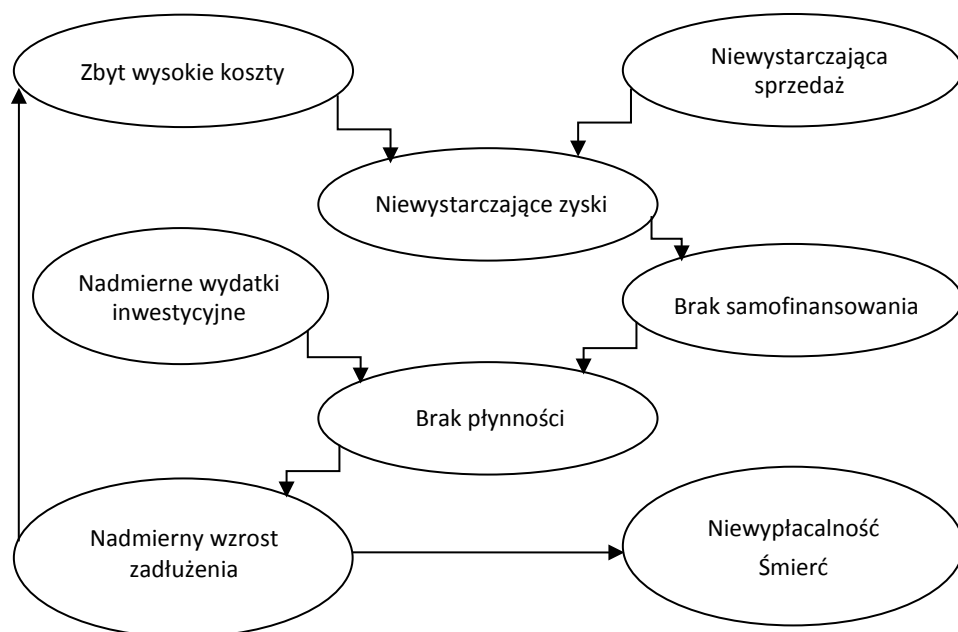 Zbyt wysokie koszty
Niewystarczająca
sprzedaż
Niewystarczające zyski
Nadmierne wydatki
inwestycyjne
Brak samofinansowania
Brak płynności
Nadmierny wzrost
zadłużenia
Niewypłacalność
Śmierć